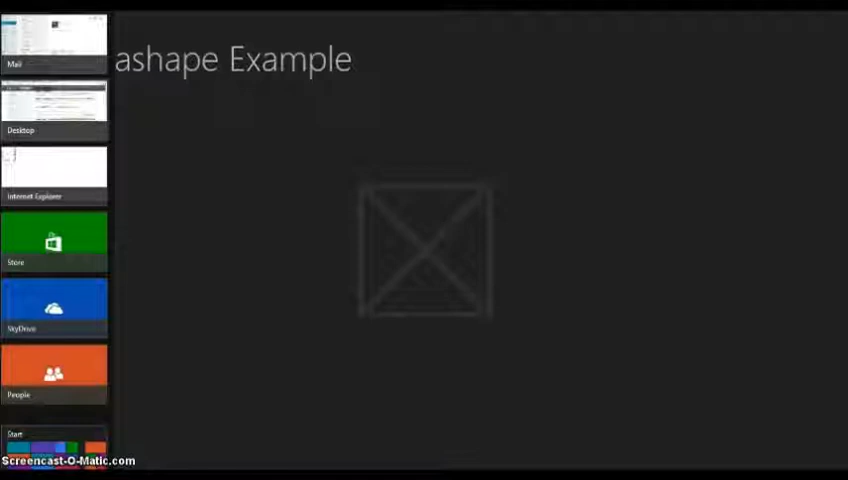 Mail
ashape Example
Desktop
Internet Explorer
Store
SkyDrive
People
Start
Screencast-O-Matic.com